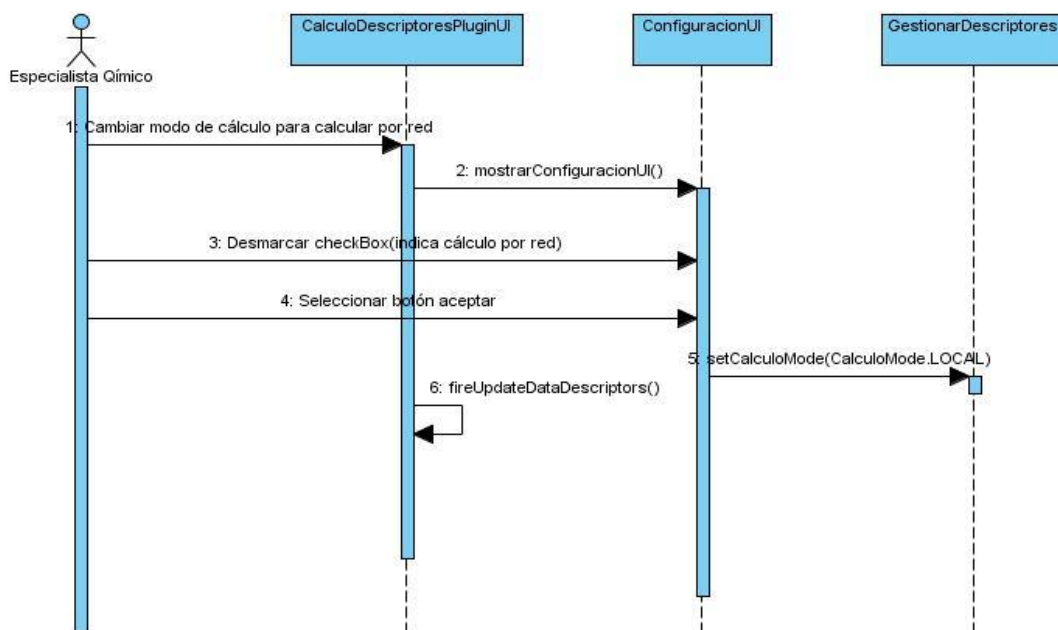 CalculoDescriptoresPluginUI
ConfiguracionUI
GestionarDescriptores
Especialista Qímico
1: Cambiar modo de cálculo para calcular por red
2: mostrarConfiguracionUI()
3: Desmarcar checkBox(indica cálculo por red)
4: Seleccionar botón aceptar
5: setCalculoMode(CalculoMode.LOCAL)
6: fireUpdateDataDescriptors()